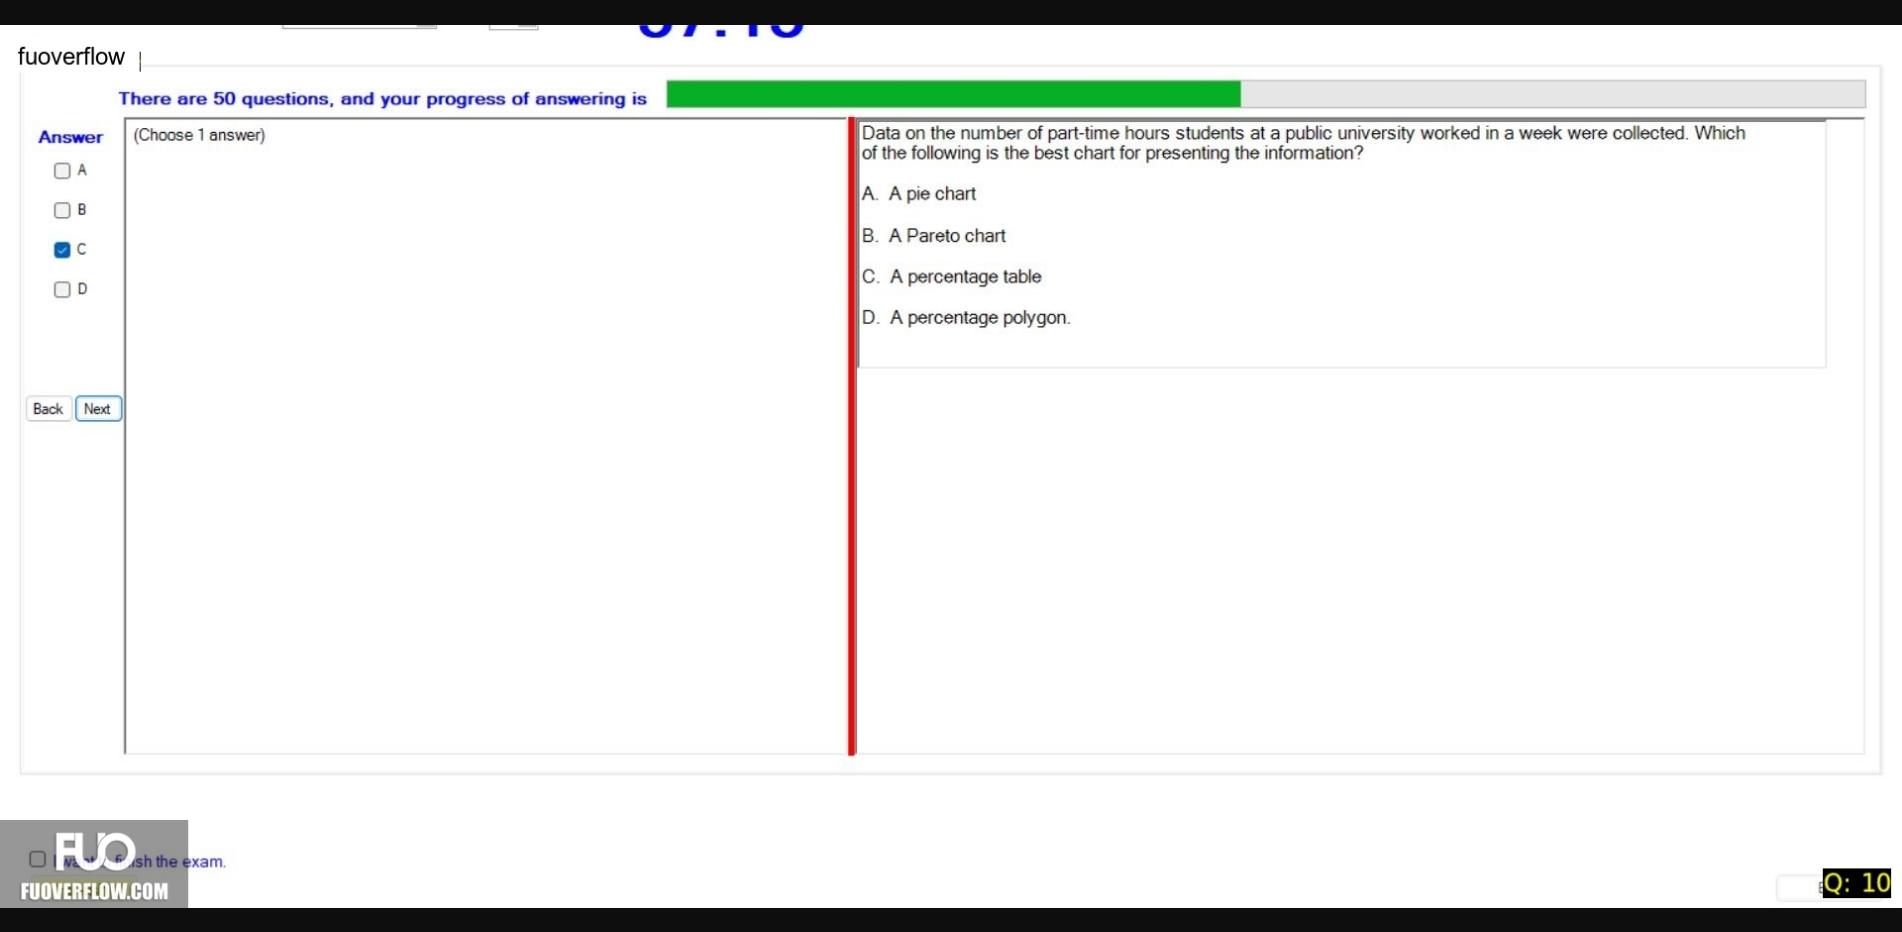 fuoverflow
There are 50 questions, and your progress of answering is
Answer
(Choose 1 answer)
A
B
C
D
Back Next
Data on the number of part-time hours students at a public university worked in a week were collected. Which
of the following is the best chart for presenting the information?
A. A pie chart
B. A Pareto chart
C. A percentage table
D. A percentage polygon.
FUO
sh the exam.
FUOVERFLOW.COM
Q: 10